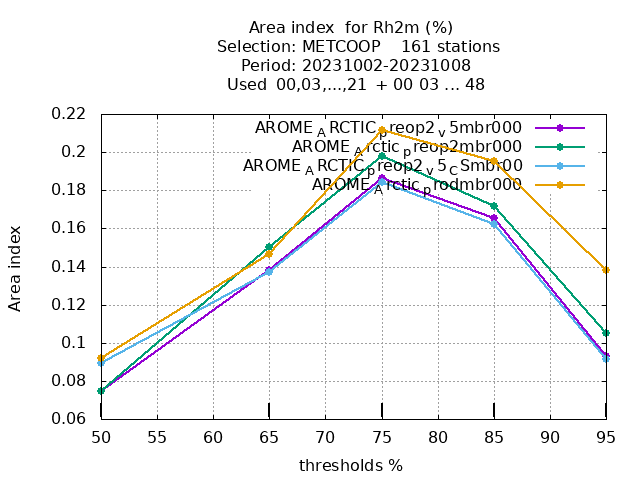 Area index  for Rh2m (%)
Selection: METCOOP    161 stations
Period: 20231002-20231008
Used  00,03,...,21  + 00 03 ... 48
AROME_ARCTIC_preop2_v5mbr000
AROME_Arctic_preop2mbr000
AROME_ARCTIC_preop2_v5_CSmbr00
AROME_Arctic_prodmbr000
0.22
0.2
0.18
0.16
0.14
0.12
0.1
0.08
0.06
Area index
50 55 60 65 70 75 80 85 90 95
thresholds %